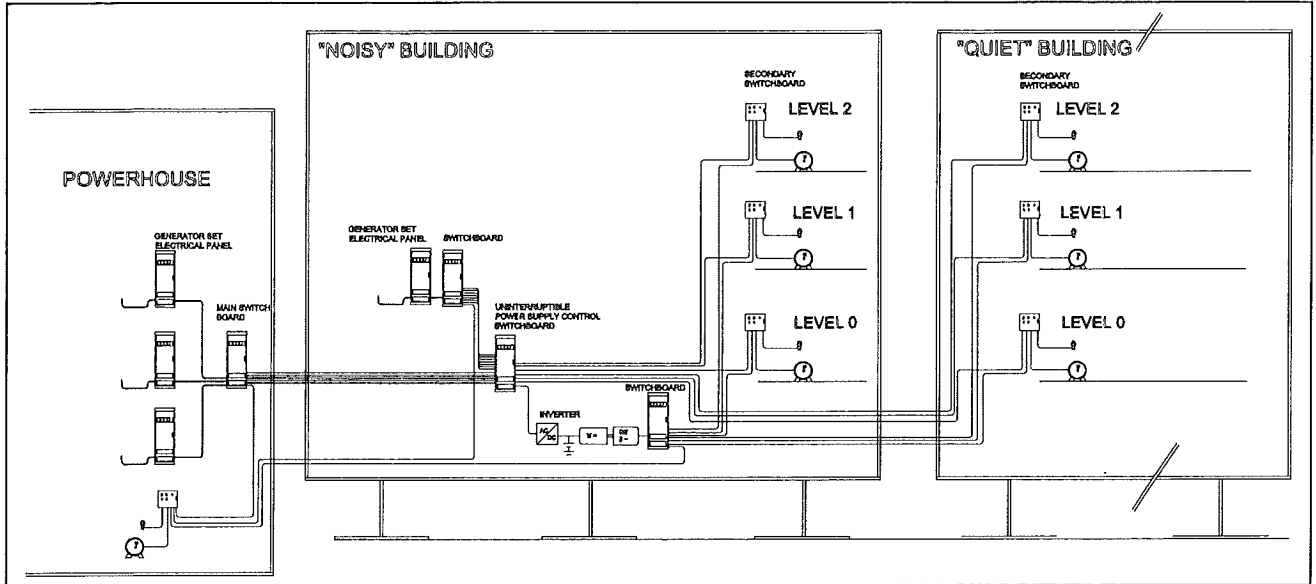 "NOISY" BUILDING
"QUIET" BUILDING
POWERHOUSE
GENERATOR SET
ELECTRICAL PANEL
MAIN SWITCH
BOARD
GENERATOR SET
ELECTRICAL PANEL
SWITCHBOARD
UNINTERRUPTIBLE
POWER SUPPLY CONTROL
SWITCHBOARD
INVERTER
AC
DC
SWITCHBOARD
SECONDARY
SWITCHBOARD
LEVEL 2
LEVEL 1
LEVEL 0
SECONDARY
SWITCHBOARD
LEVEL 2
LEVEL 1
LEVEL 0